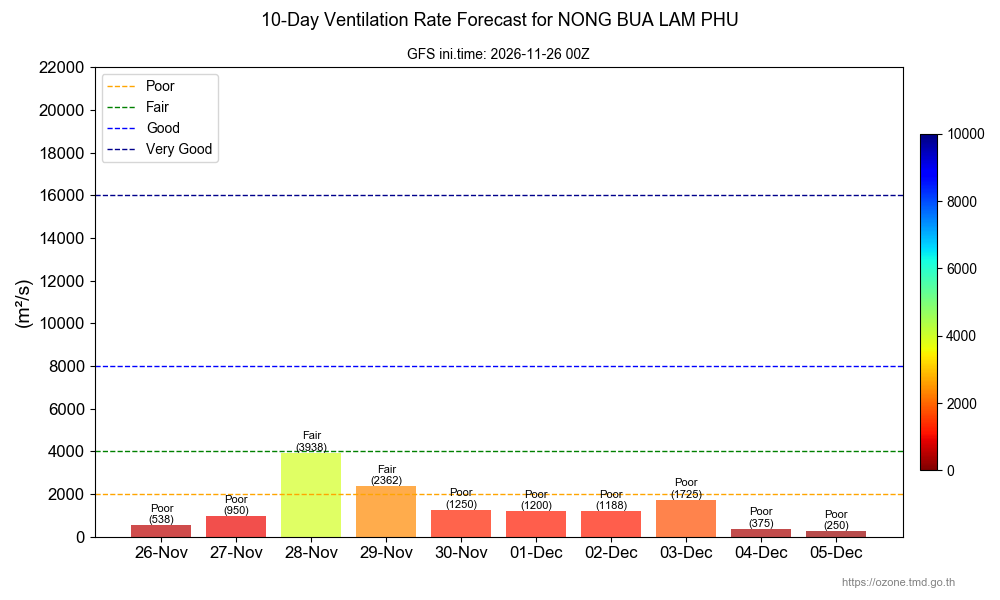 10-Day Ventilation Rate Forecast for NONG BUA LAM PHU
GFS ini.time: 2026-11-26 00Z
22000
20000
18000
16000
14000
12000
10000
8000
6000
4000
2000
0
(m²/s)
Poor
Fair
Good
Very Good
Poor
(538)
Poor
(950)
Fair
(3938)
Fair
(2362)
Poor
(1250)
Poor
(1200)
Poor
(1188)
Poor
(1725)
Poor
(375)
Poor
(250)
26-Nov 27-Nov 28-Nov 29-Nov 30-Nov 01-Dec 02-Dec 03-Dec 04-Dec 05-Dec
10000
8000
6000
4000
2000
0
https://ozone.tmd.go.th